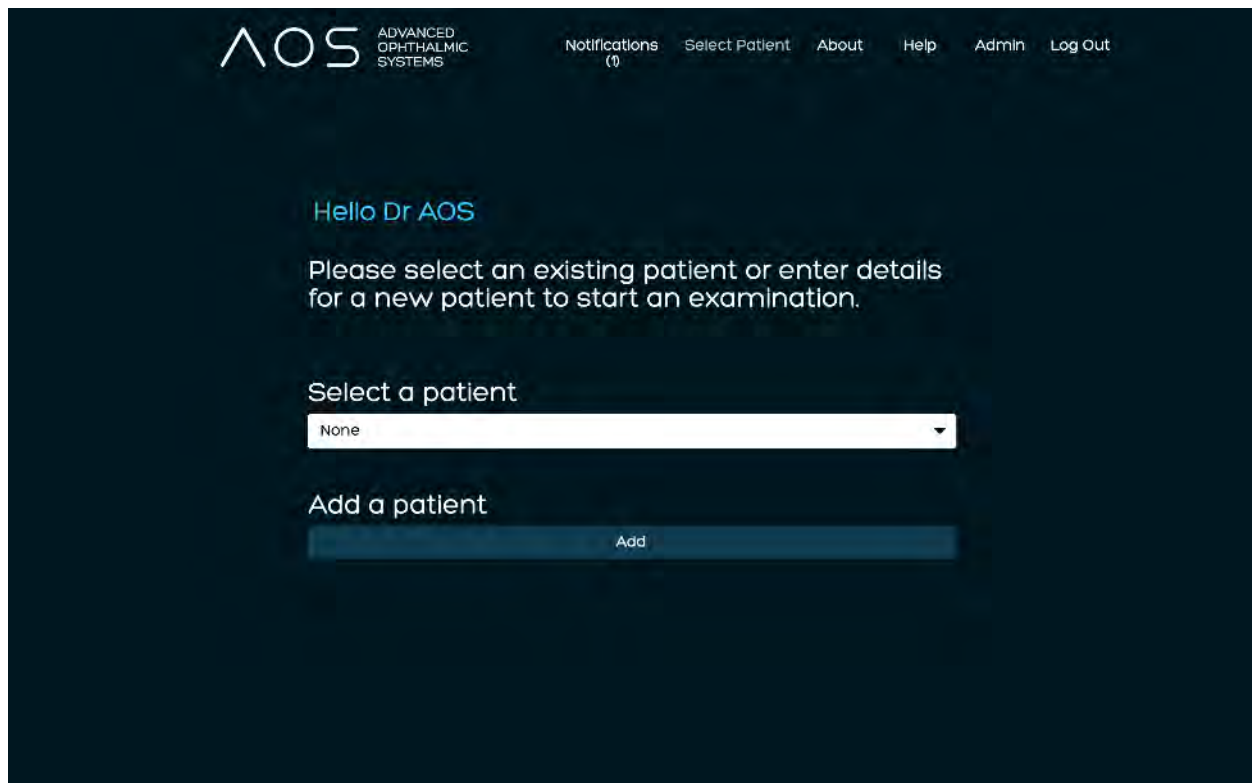 AOS
ADVANCED
OPHTHALMIC
SYSTEMS
Notifications
(1)
Select Patient
About
Help
Admin
Log Out
Hello Dr AOS
Please select an existing patient or enter details
for a new patient to start an examination.
Select a patient
None
Add a patient
Add